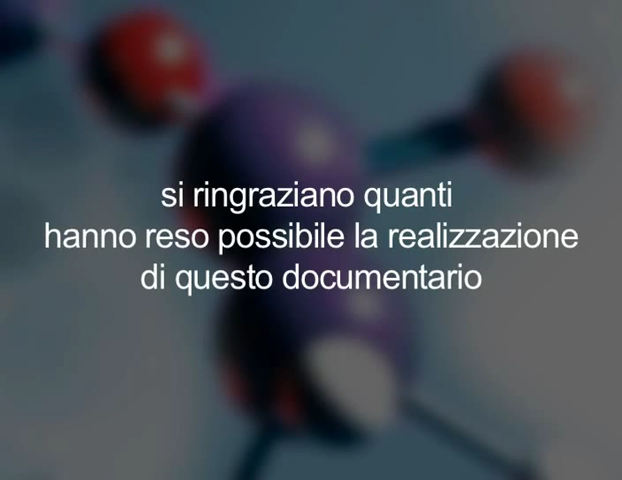 si ringraziano quanti
hanno reso possibile la realizzazione
di questo documentario